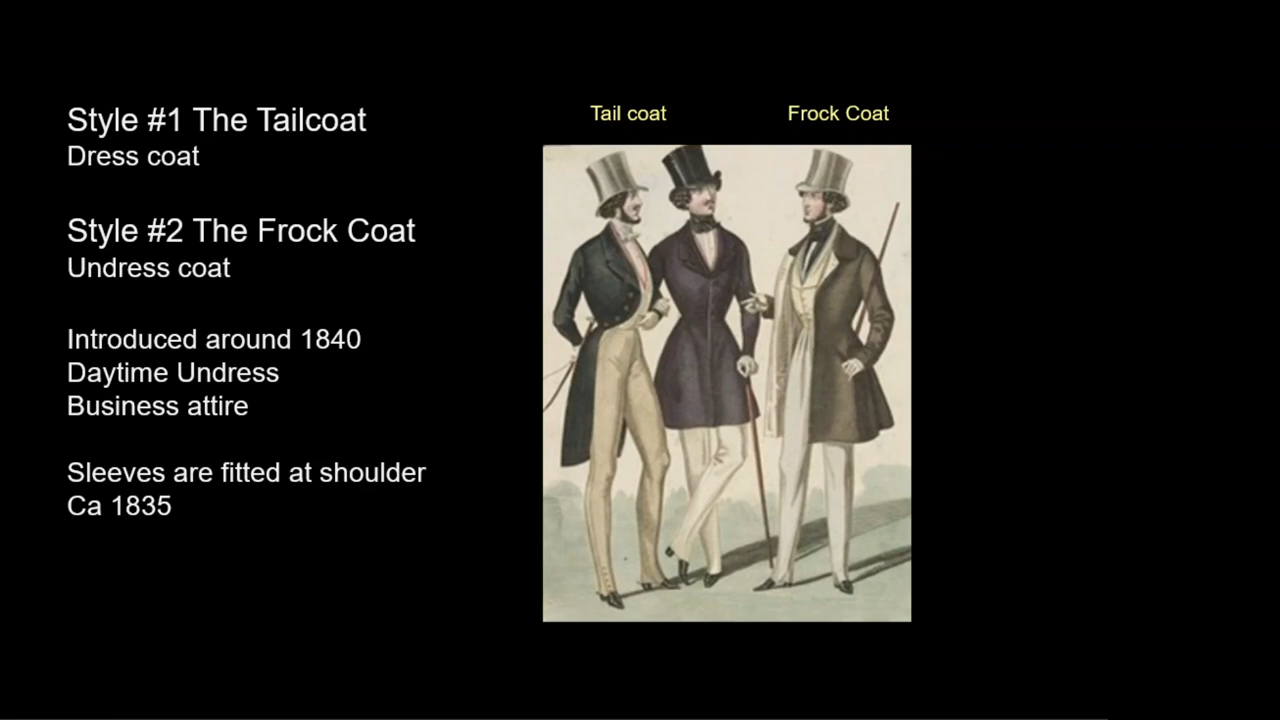 Style #1 The Tailcoat
Dress coat
Style #2 The Frock Coat
Undress coat
Introduced around 1840
Daytime Undress
Business attire
Sleeves are fitted at shoulder
Ca 1835
Tail coat
Frock Coat